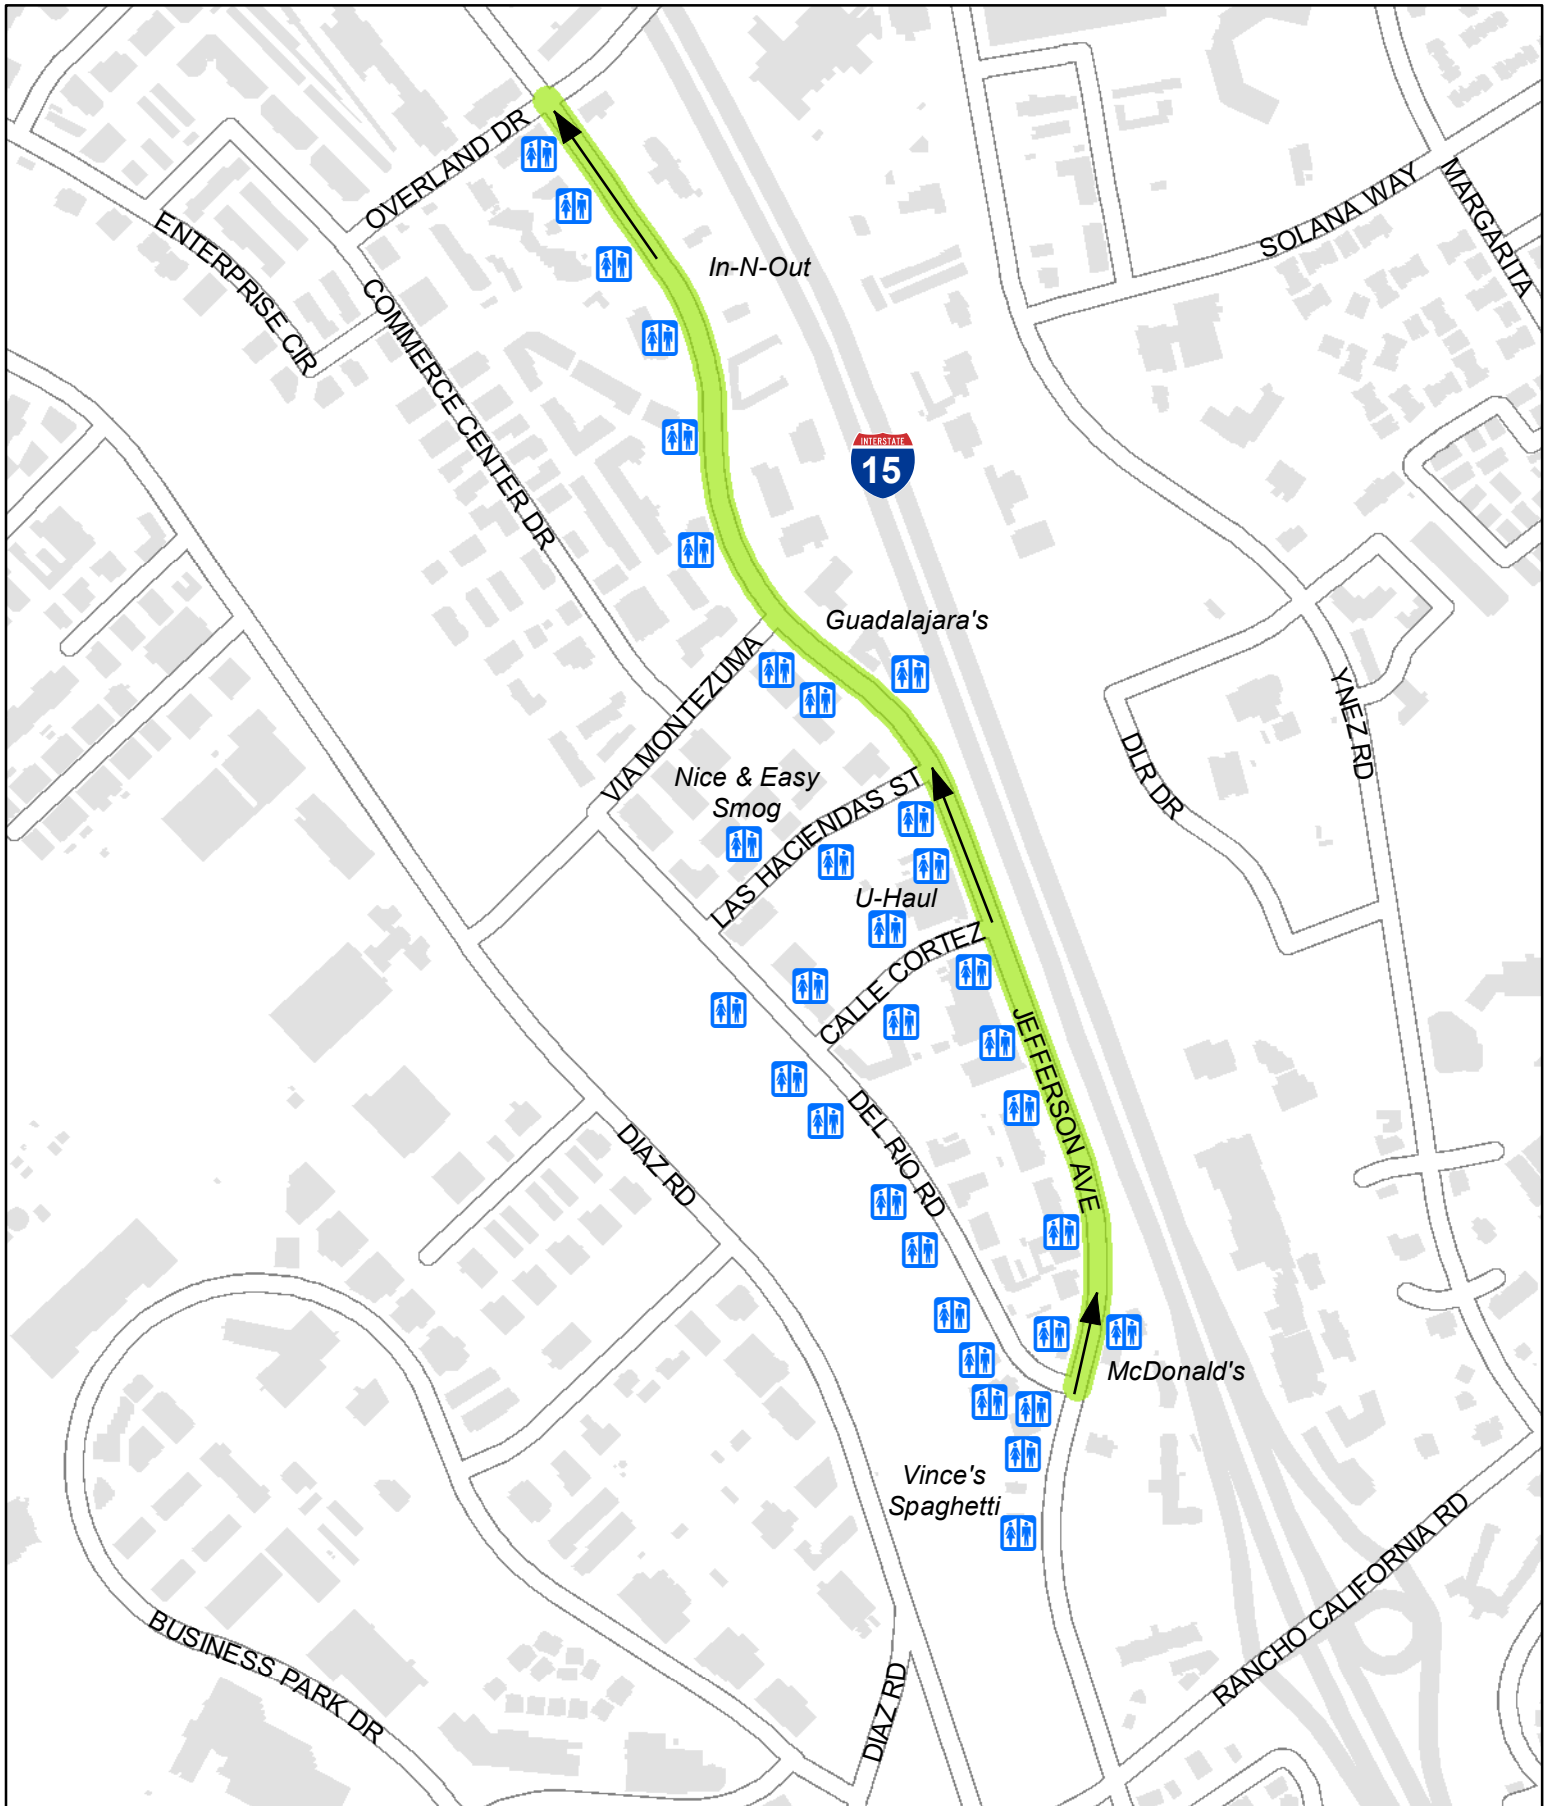 OVERLAND DR
ENTERPRISE CIR
COMMERCE CENTER DR
In-N-Out
SOLANA WAY
MARGARITA
INTERSTATE
15
Guadalajara's
VIA MONTEZUMA
Nice & Easy
Smog
LAS HACIENDAS ST
YNEZ RD
DLR DR
U-Haul
CALLE CORTEZ
JEFFERSON AVE
DEL RIO RD
DIAZ RD
McDonald's
Vince's
Spaghetti
RANCHO CALIFORNIA RD
BUSINESS PARK DR
DIAZ RD